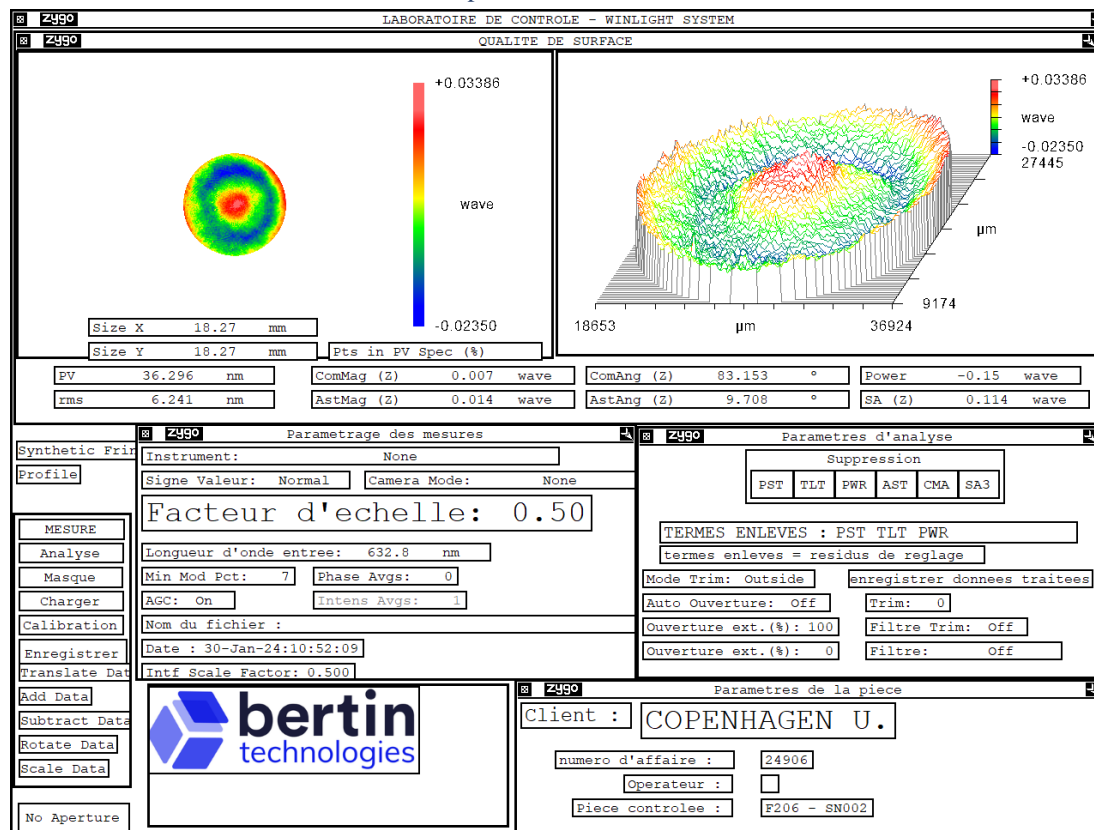 zygo LABORATOIRE DE CONTROLE - WINLIGHT SYSTEM
zygo QUALITE DE SURFACE
+0.03386
wave
-0.02350
+0.03386
wave
-0.02350
27445
µm
9174
18653 µm 36924
Size X 18.27 mm
Size Y 18.27 mm
Pts in PV Spec (%)
PV 36.296 nm
ComMag (Z) 0.007 wave
ComAng (Z) 83.153 °
Power -0.15 wave
rms 6.241 nm
AstMag (Z) 0.014 wave
AstAng (Z) 9.708 °
SA (Z) 0.114 wave
Synthetic Frin
Profile
MESURE
Analyse
Masque
Charger
Calibration
Enregistrer
Translate Dat
Add Data
Subtract Data
Rotate Data
Scale Data
No Aperture
zygo Parametrage des mesures
Instrument: None
Signe Valeur: Normal Camera Mode: None
Facteur d'echelle: 0.50
Longueur d'onde entree: 632.8 nm
Min Mod Pct: 7 Phase Avgs: 0
AGC: On Intens Avgs: 1
Nom du fichier :
Date : 30-Jan-24:10:52:09
Intf Scale Factor: 0.500
zygo Parametres d'analyse
Suppression
PST TLT PWR AST CMA SA3
TERMES ENLEVES : PST TLT PWR
termes enleves = residus de reglage
Mode Trim: Outside enregistrer donnees traitees
Auto Ouverture: Off Trim: 0
Ouverture ext.(%): 100 Filtre Trim: Off
Ouverture ext.(%): 0 Filtre: Off
bertin
technologies
zygo Parametres de la piece
Client : COPENHAGEN U.
numero d'affaire : 24906
Operateur :
Piece controlee : F206 - SN002